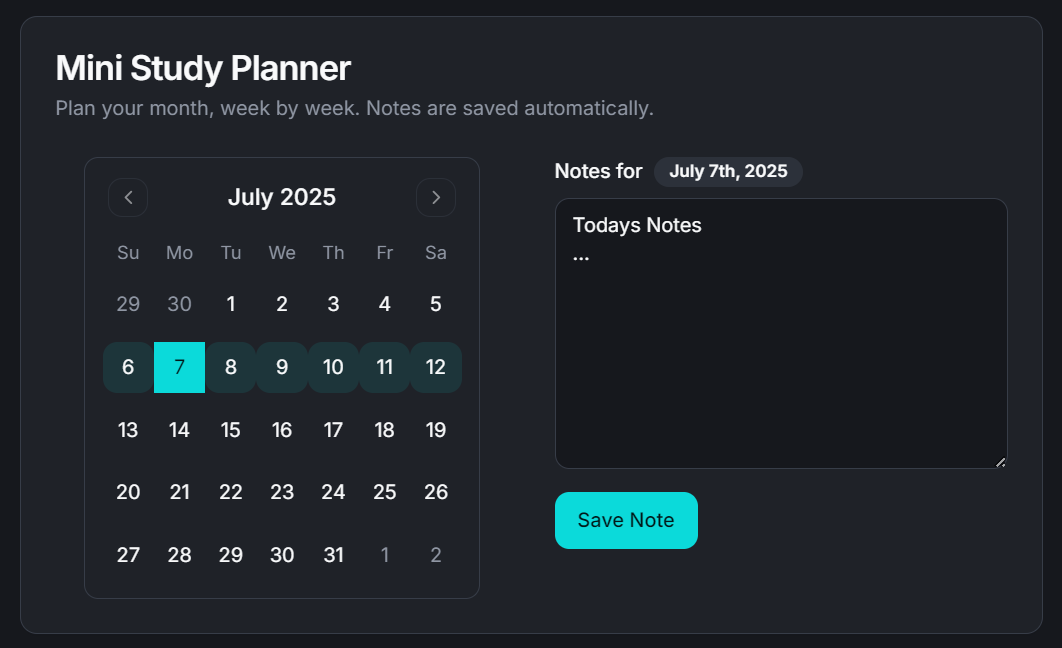 Mini Study Planner
Plan your month, week by week. Notes are saved automatically.
July 2025
Su Mo Tu We Th Fr Sa
29 30 1 2 3 4 5
6 7 8 9 10 11 12
13 14 15 16 17 18 19
20 21 22 23 24 25 26
27 28 29 30 31 1 2
Notes for July 7th, 2025
Todays Notes
...
Save Note